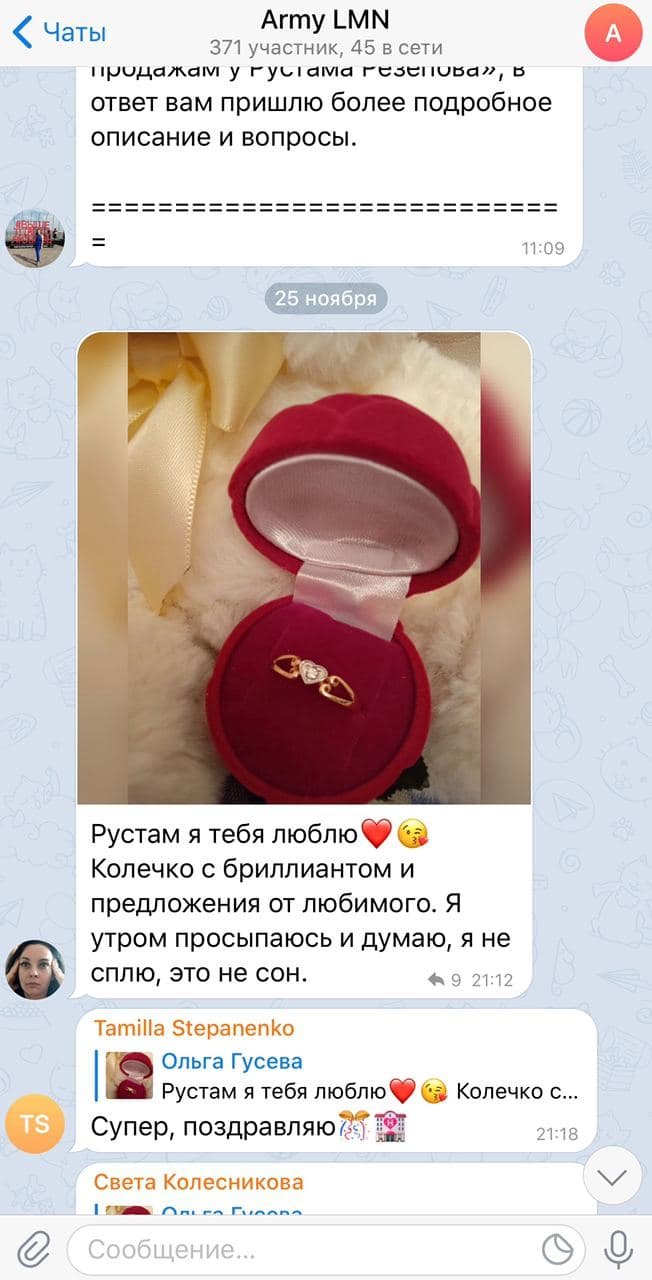 Чаты
Army LMN
371 участник, 45 в сети
A
продажам у Рустама Резепова», в
ответ вам пришлю более подробное
описание и вопросы.
============================
=
11:09
25 ноября
Рустам я тебя люблю❤️😘
Колечко с бриллиантом и
предложения от любимого. Я
утром просыпаюсь и думаю, я не
сплю, это не сон.
9 21:12
Tamilla Stepanenko
Ольга Гусева
Рустам я тебя люблю❤️😘 Колечко с...
TS
Супер, поздравляю🎊🏩
21:18
Света Колесникова
Ольга Гусева
Сообщение...